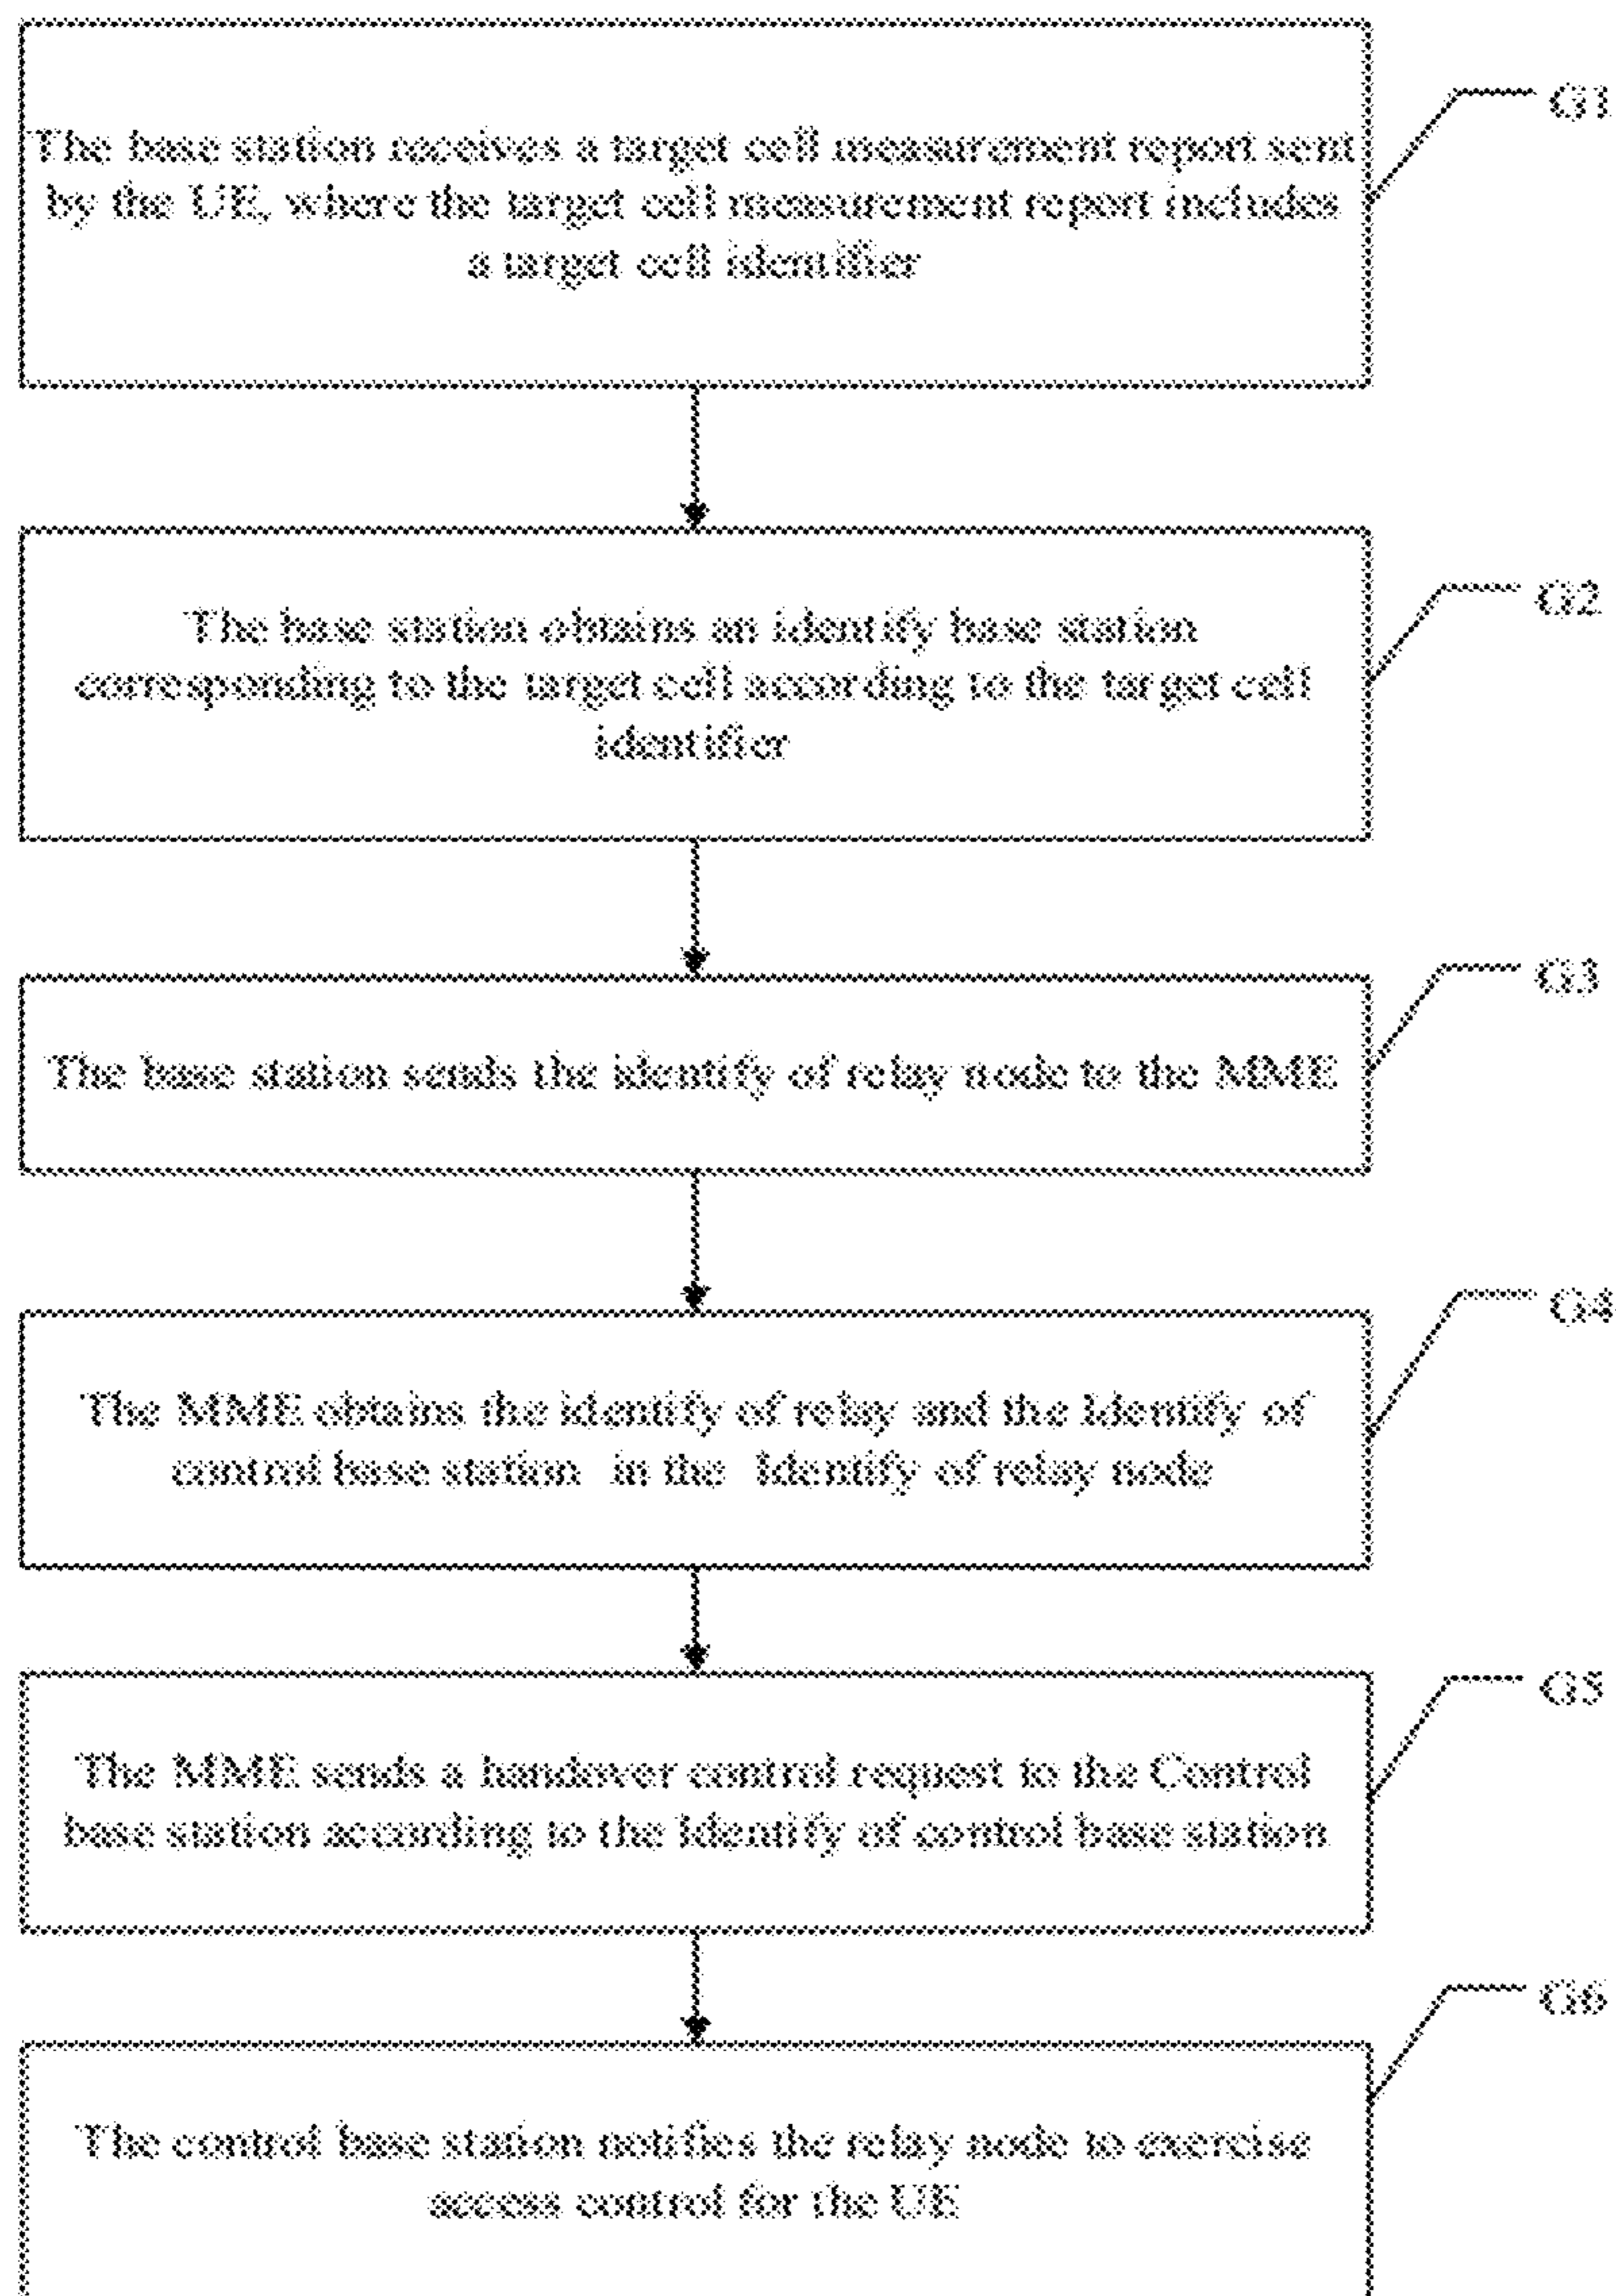 The base station receives a target cell measurement report sent
by the UE, where the target cell measurement report includes
a target cell identifier
G1
The base station obtains an identify base station
corresponding to the target cell according to the target cell
identifier
G2
The base station sends the identify of relay node to the MME
G3
The MME obtains the identify of relay and the Identify of
control base station in the Identify of relay node
G4
The MME sends a handover control request to the Control
base station according to the Identify of control base station
G5
The control base station notifies the relay node to exercise
access control for the UE
G6